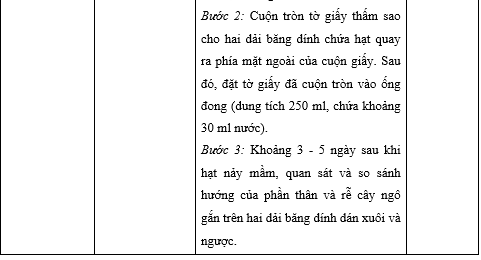 Bước 2: Cuộn tròn tờ giấy thấm sao
cho hai dải băng dính chứa hạt quay
ra phía mặt ngoài của cuộn giấy. Sau
đó, đặt tờ giấy đã cuộn tròn vào ống
đong (dung tích 250 ml, chứa khoảng
30 ml nước).
Bước 3: Khoảng 3 - 5 ngày sau khi
hạt nảy mầm, quan sát và so sánh
hướng của phần thân và rễ cây ngô
gắn trên hai dải băng dính dán xuôi và
ngược.